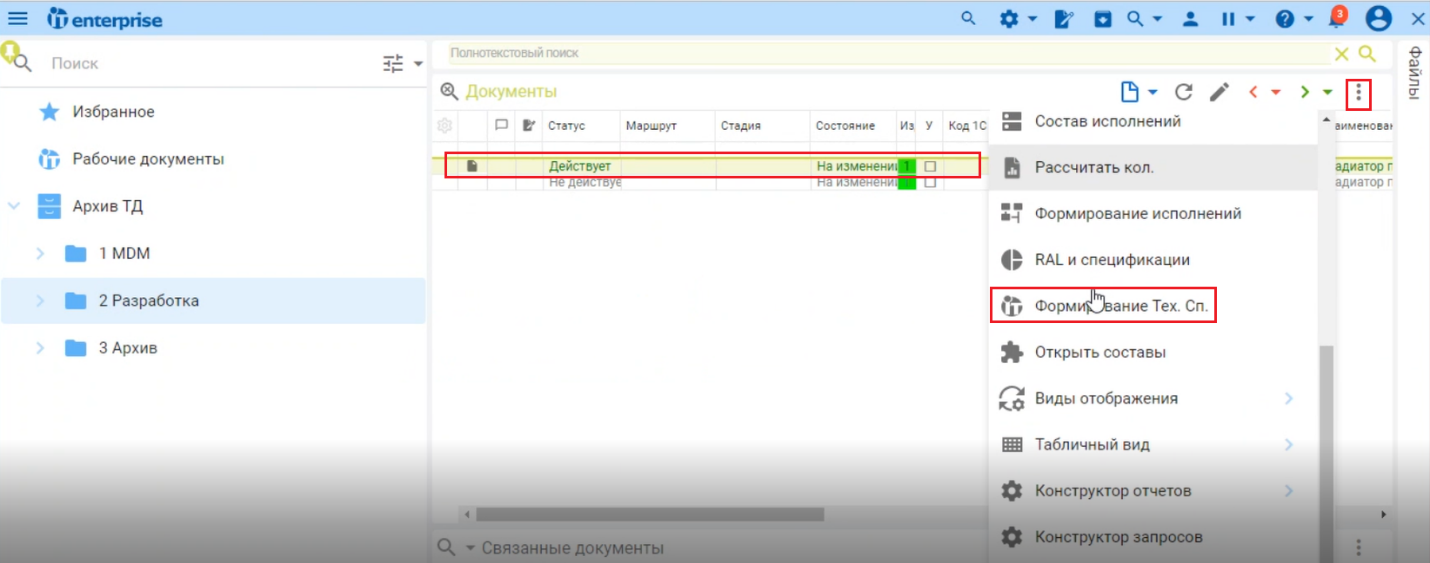 enterprise
3
Поиск
Избранное
Рабочие документы
Архив ТД
1 MDM
2 Разработка
3 Архив
Полнотекстовый поиск
Документы
Статус Маршрут Стадия Состояние Из У Код 1С
Действует На изменени 1
Не действуе На изменени
Состав исполнений
Рассчитать кол.
Формирование исполнений
RAL и спецификации
Формирование Тех. Сп.
Открыть составы
Виды отображения
Табличный вид
Конструктор отчетов
Конструктор запросов
аименован
адиатор п
адиатор п
Связанные документы
Файлы